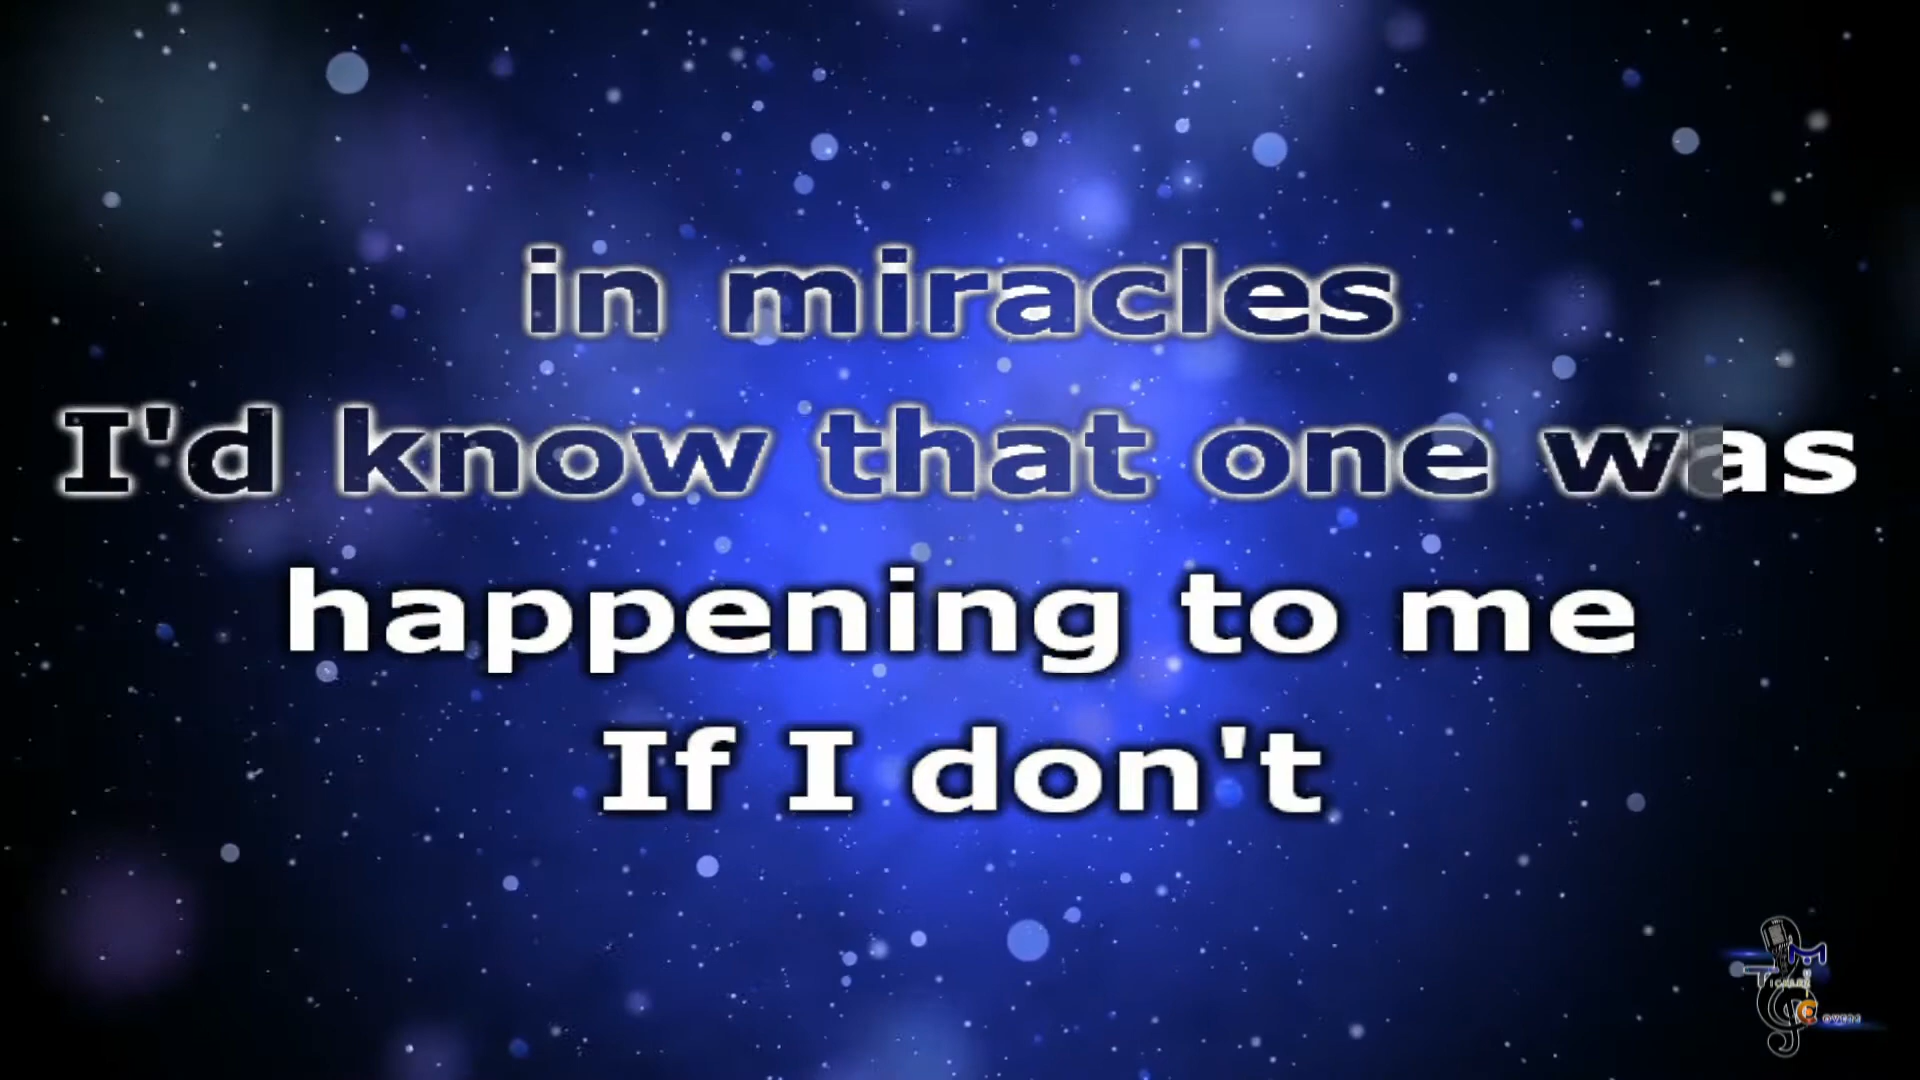 in miracles
I'd know that one was
happening to me
If I don't